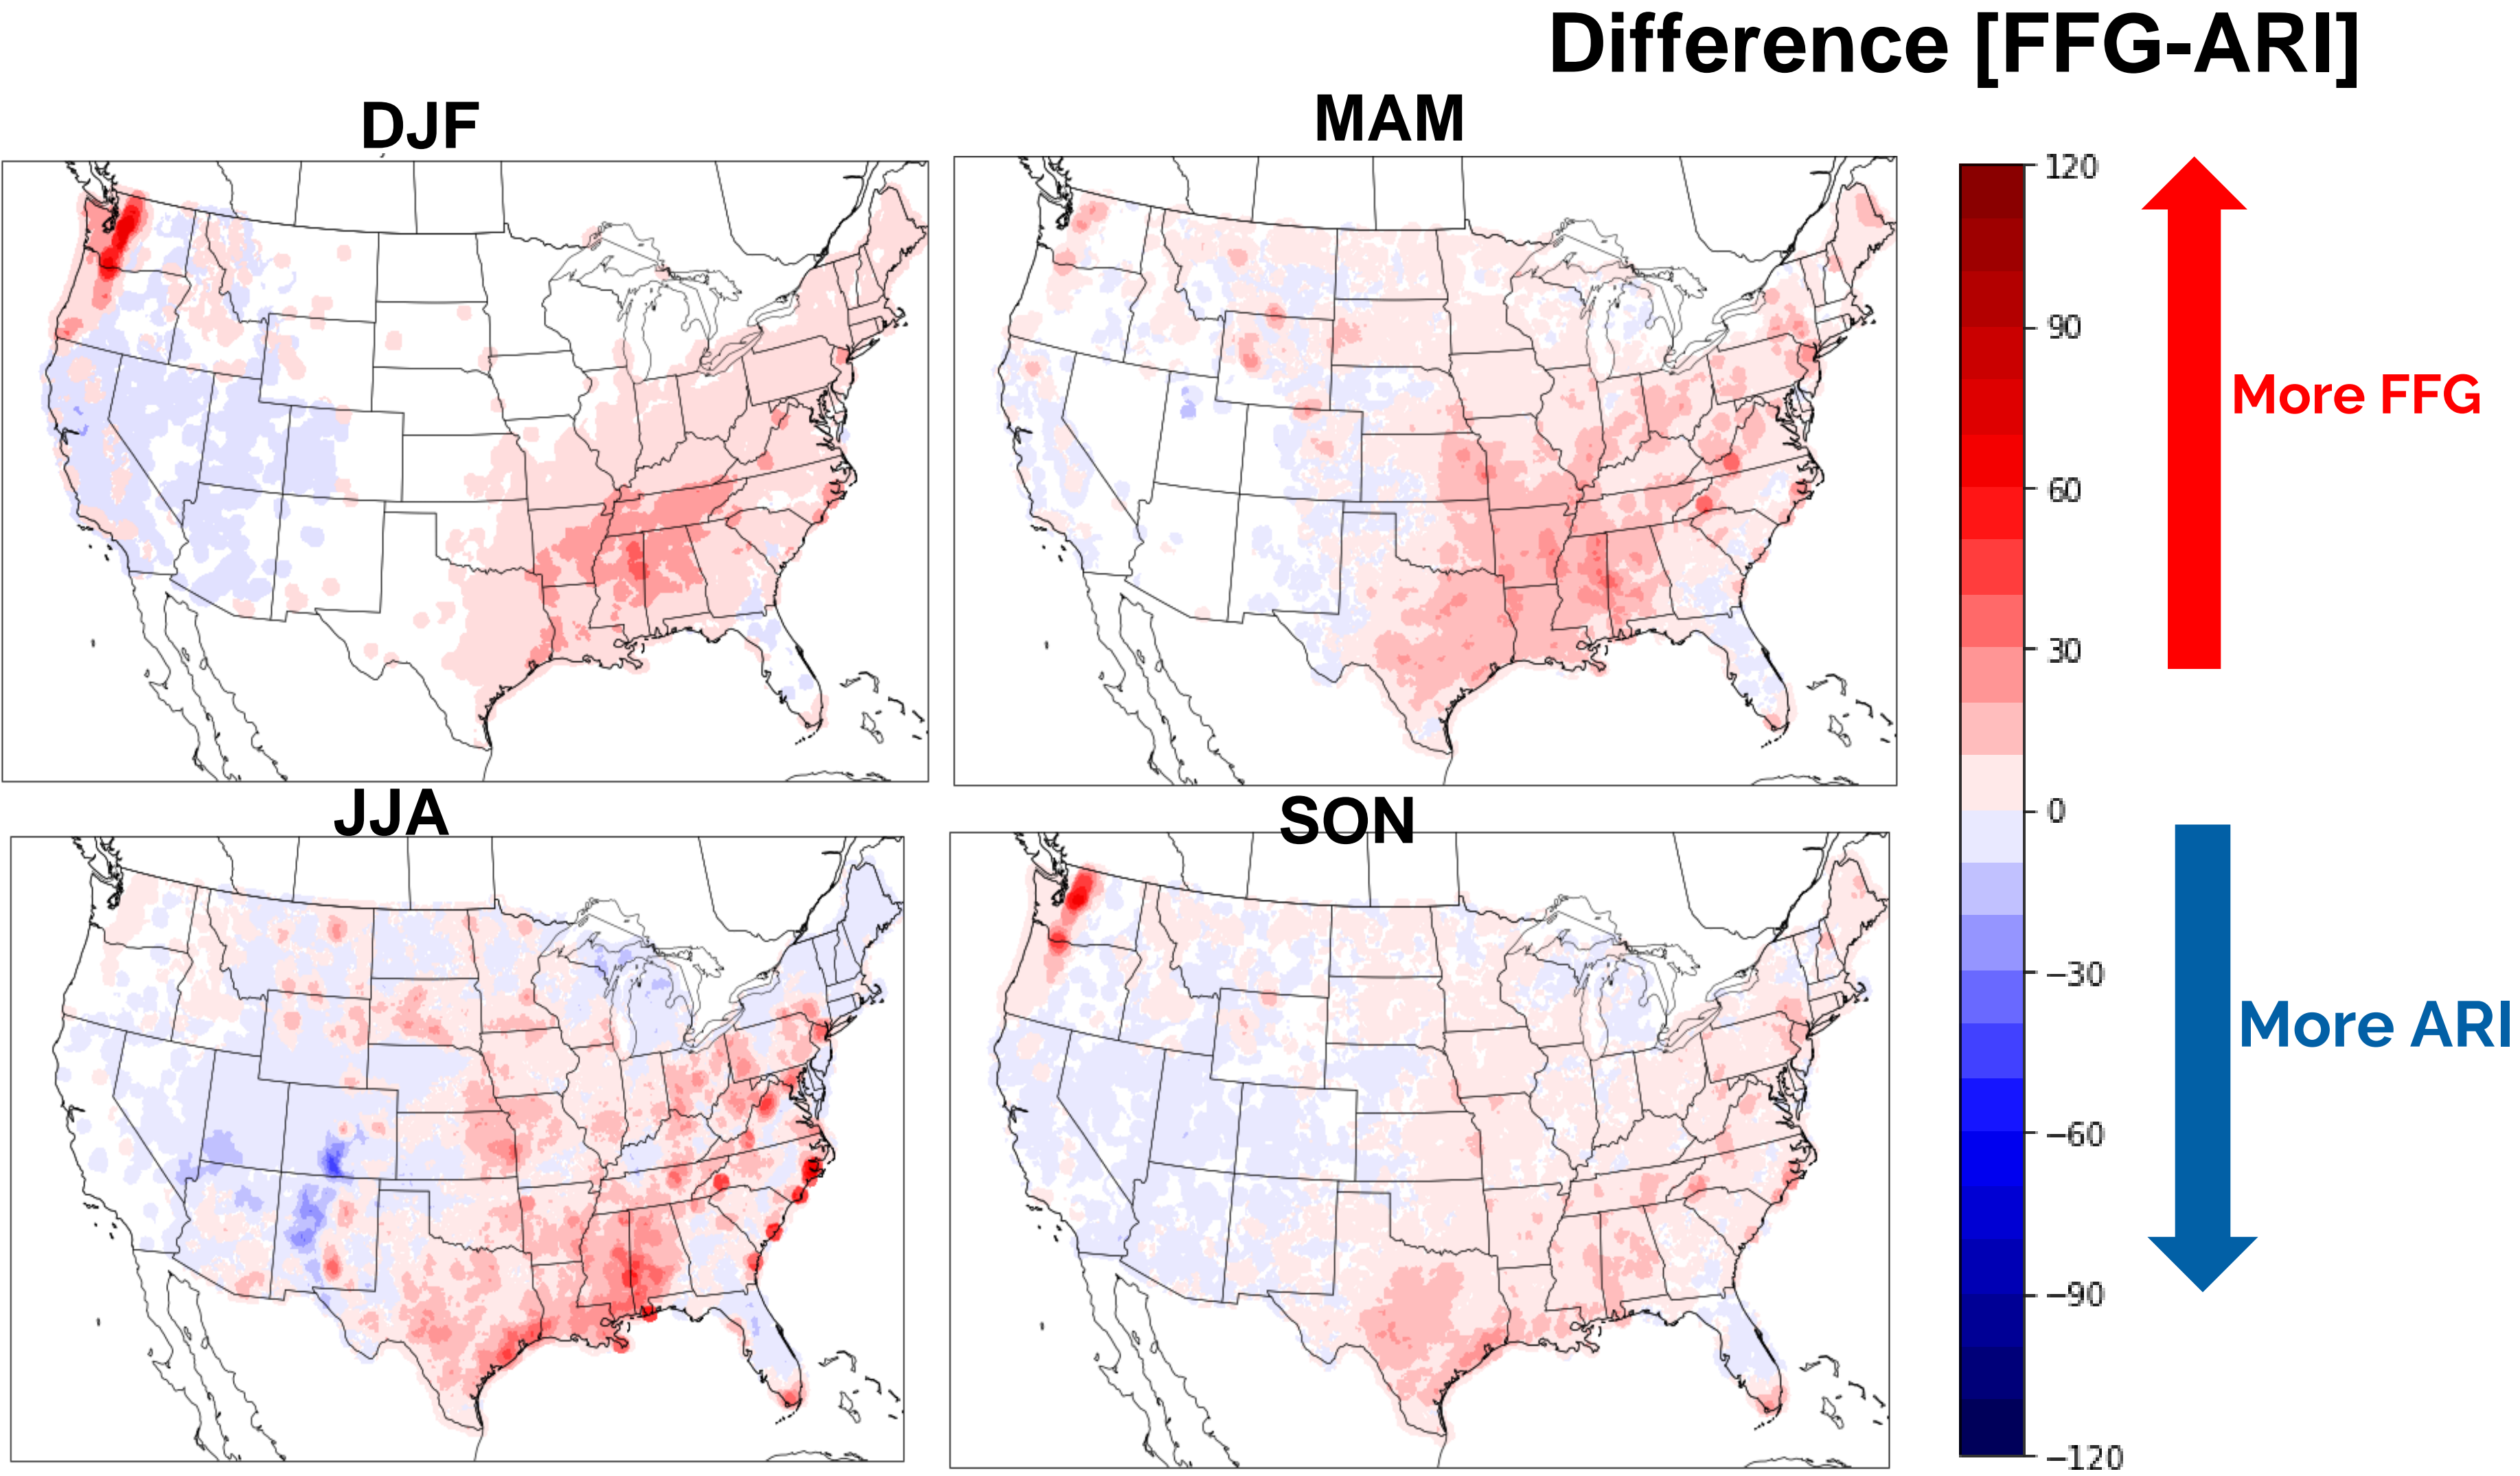 Difference [FFG-ARI]
DJF
MAM
JJA
SON
120
90
60
30
0
−30
−60
−90
−120
More FFG
More ARI